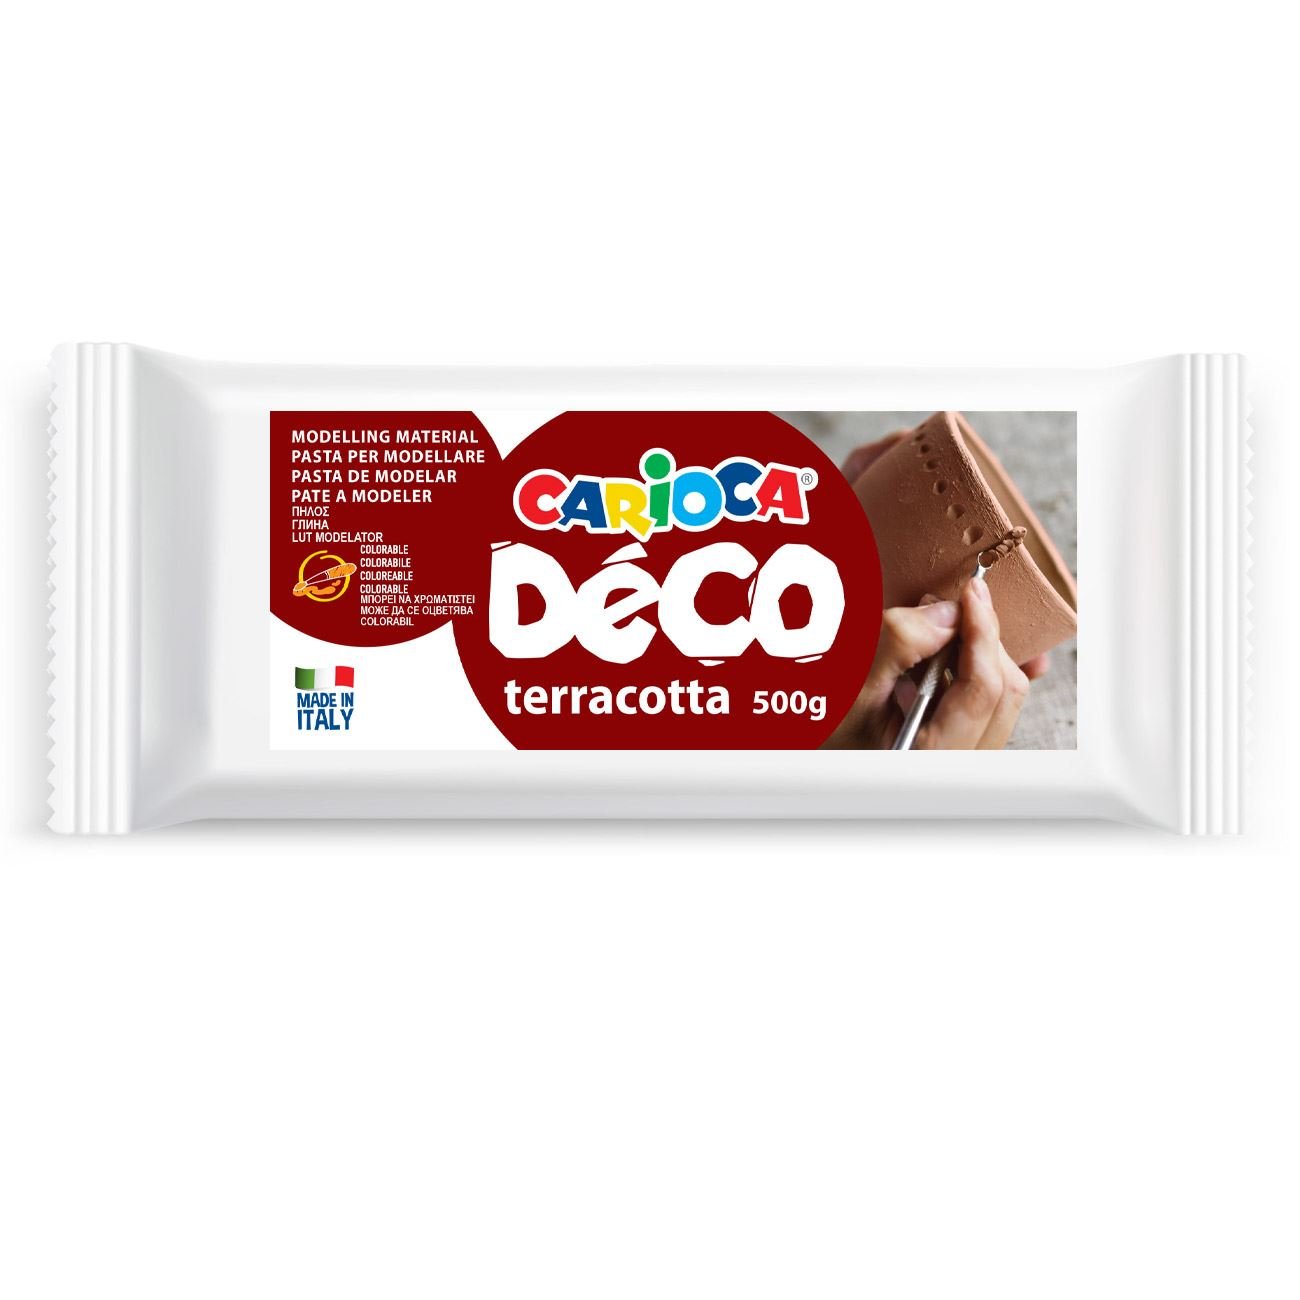 MODELLING MATERIAL
PASTA PER MODELLARE
PASTA DE MODELAR
PATE A MODELER
ΠΗΛΟΣ
ГЛИНА
LUT MODELATOR
COLORABLE
COLORABILE
COLOREABLE
COLORABLE
ΜΠΟΡΕΙ ΝΑ ΧΡΩΜΑΤΙΣΤΕΙ
МОЖЕ ДА СЕ ОЦВЕТЯВА
COLORABIL
MADE IN
ITALY
CARIOCA®
DéCO
terracotta 500g